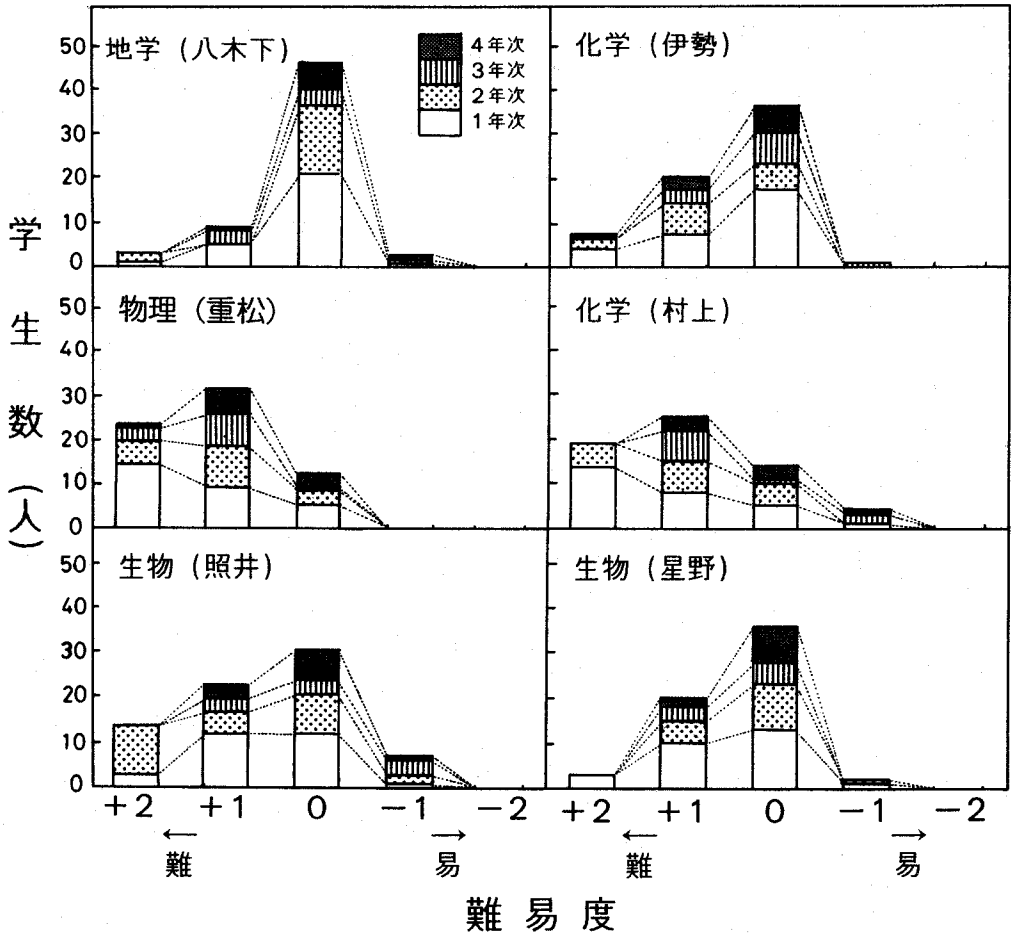 地学（八木下）
50
40
30
20
10
0
4年次
3年次
2年次
1年次
化学（伊勢）
物理（重松）
50
40
30
20
10
0
化学（村上）
生物（照井）
50
40
30
20
10
0
生物（星野）
学生数（人）
+2 +1 0 −1 −2
+2 +1 0 −1 −2
← →
難 易
← →
難 易
難易度